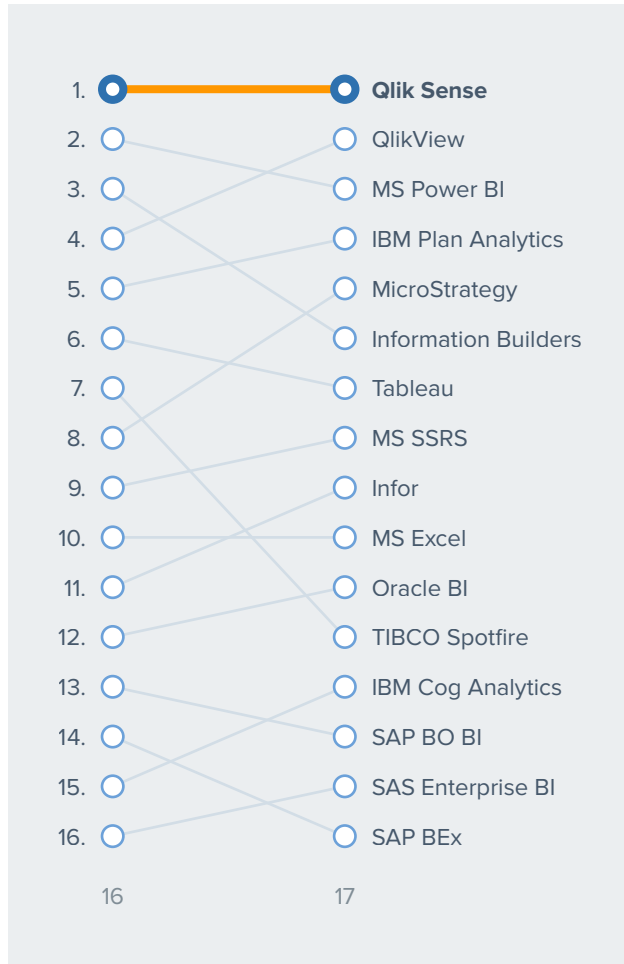 1. Qlik Sense
2. QlikView
3. MS Power BI
4. IBM Plan Analytics
5. MicroStrategy
6. Information Builders
7. Tableau
8. MS SSRS
9. Infor
10. MS Excel
11. Oracle BI
12. TIBCO Spotfire
13. IBM Cog Analytics
14. SAP BO BI
15. SAS Enterprise BI
16. SAP BEx
16 17